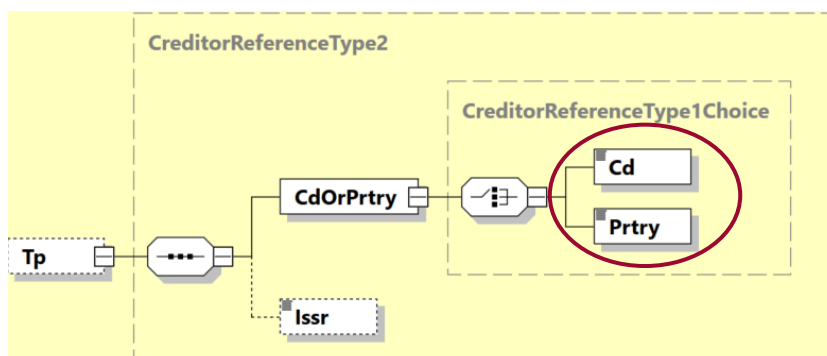 CreditorReferenceType2
CreditorReferenceType1Choice
Cd
CdOrPrtry
Prtry
Tp
Issr